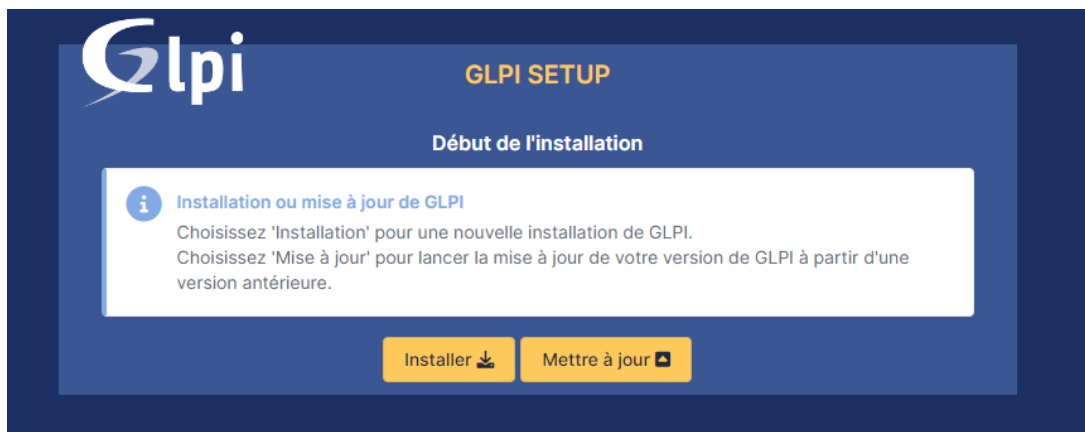 Glpi
GLPI SETUP
Début de l'installation
Installation ou mise à jour de GLPI
Choisissez 'Installation' pour une nouvelle installation de GLPI.
Choisissez 'Mise à jour' pour lancer la mise à jour de votre version de GLPI à partir d'une
version antérieure.
Installer
Mettre à jour